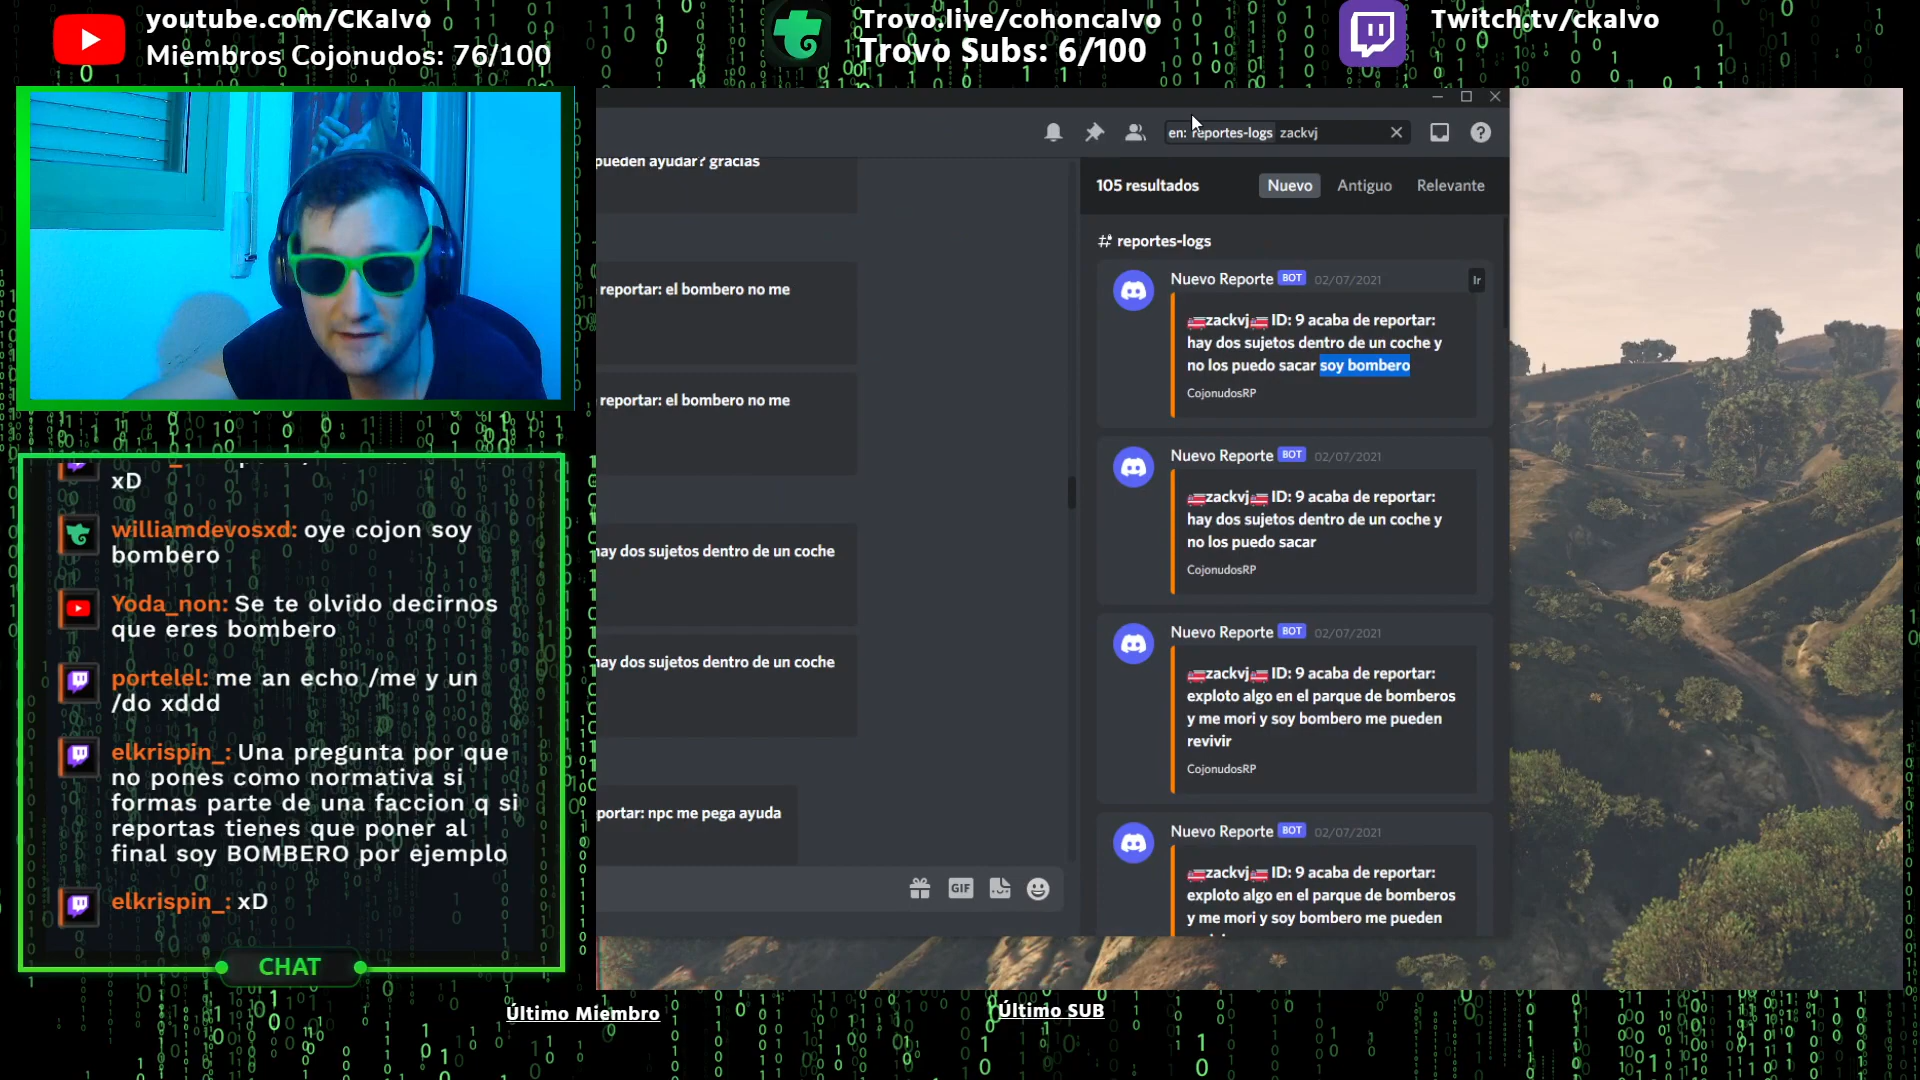 youtube.com/CKalvo
Miembros Cojonudos: 76/100
Trovo.live/cohoncalvo
Trovo Subs: 6/100
Twitch.tv/ckalvo
xD
williamdevosxd: oye cojon soy
bombero
Yoda_non: Se te olvido decirnos
que eres bombero
portelel: me an echo /me y un
/do xddd
elkrispin_: Una pregunta por que
no pones como normativa si
formas parte de una faccion q si
reportas tienes que poner al
final soy BOMBERO por ejemplo
elkrispin_: xD
CHAT
pueden ayudar? gracias
reportar: el bombero no me
reportar: el bombero no me
hay dos sujetos dentro de un coche
hay dos sujetos dentro de un coche
portar: npc me pega ayuda
GIF
en: reportes-logs zackvj
105 resultados
Nuevo
Antiguo
Relevante
reportes-logs
Nuevo Reporte BOT 02/07/2021
Ir
zackvj ID: 9 acaba de reportar:
hay dos sujetos dentro de un coche y
no los puedo sacar soy bombero
CojonudosRP
Nuevo Reporte BOT 02/07/2021
zackvj ID: 9 acaba de reportar:
hay dos sujetos dentro de un coche y
no los puedo sacar
CojonudosRP
Nuevo Reporte BOT 02/07/2021
zackvj ID: 9 acaba de reportar:
exploto algo en el parque de bomberos
y me mori y soy bombero me pueden
revivir
CojonudosRP
Nuevo Reporte BOT 02/07/2021
zackvj ID: 9 acaba de reportar:
exploto algo en el parque de bomberos
y me mori y soy bombero me pueden
Último Miembro
Último SUB